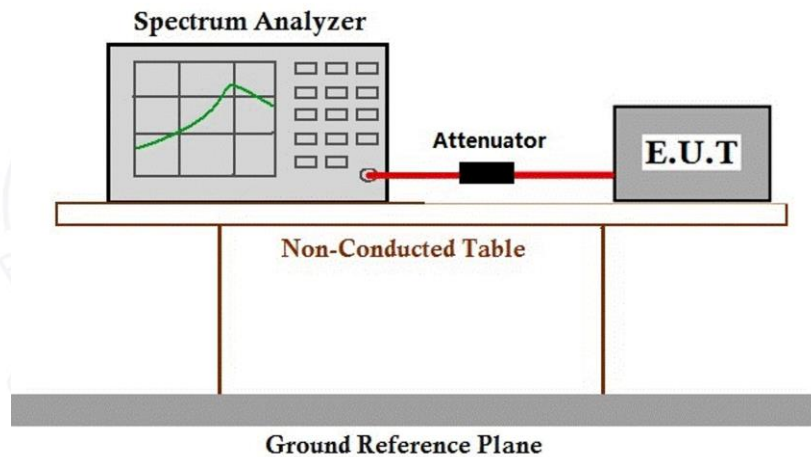 Spectrum Analyzer
Attenuator
E.U.T
Non-Conducted Table
Ground Reference Plane